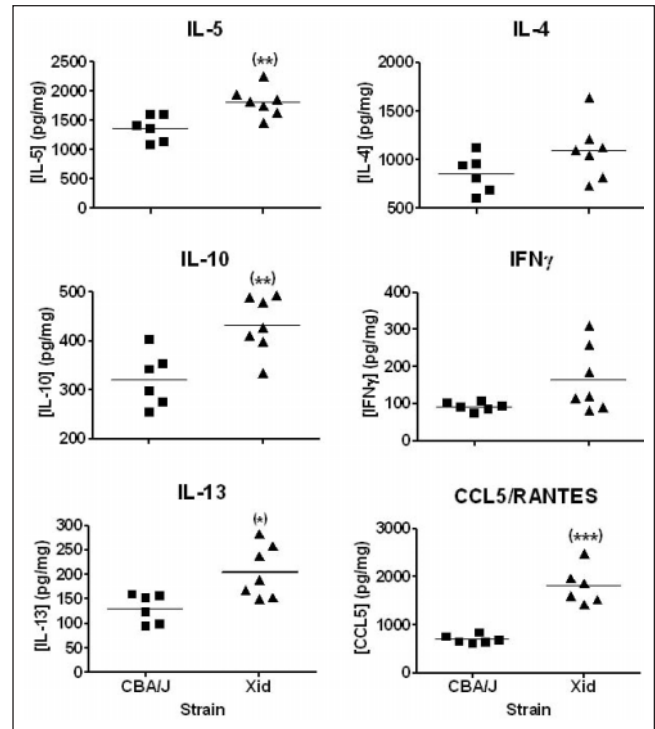 IL-5
(**)
[IL-5] (pg/mg)
2500
2000
1500
1000
500
0
IL-4
[IL-4] (pg/mg)
2000
1500
1000
500
IL-10
(**)
[IL-10] (pg/mg)
500
400
300
200
IFNγ
[IFNγ] (pg/mg)
400
300
200
100
0
IL-13
(*)
[IL-13] (pg/mg)
300
250
200
150
100
50
0
CBA/J Xid
Strain
CCL5/RANTES
(***)
[CCL5] (pg/mg)
3000
2000
1000
0
CBA/J Xid
Strain